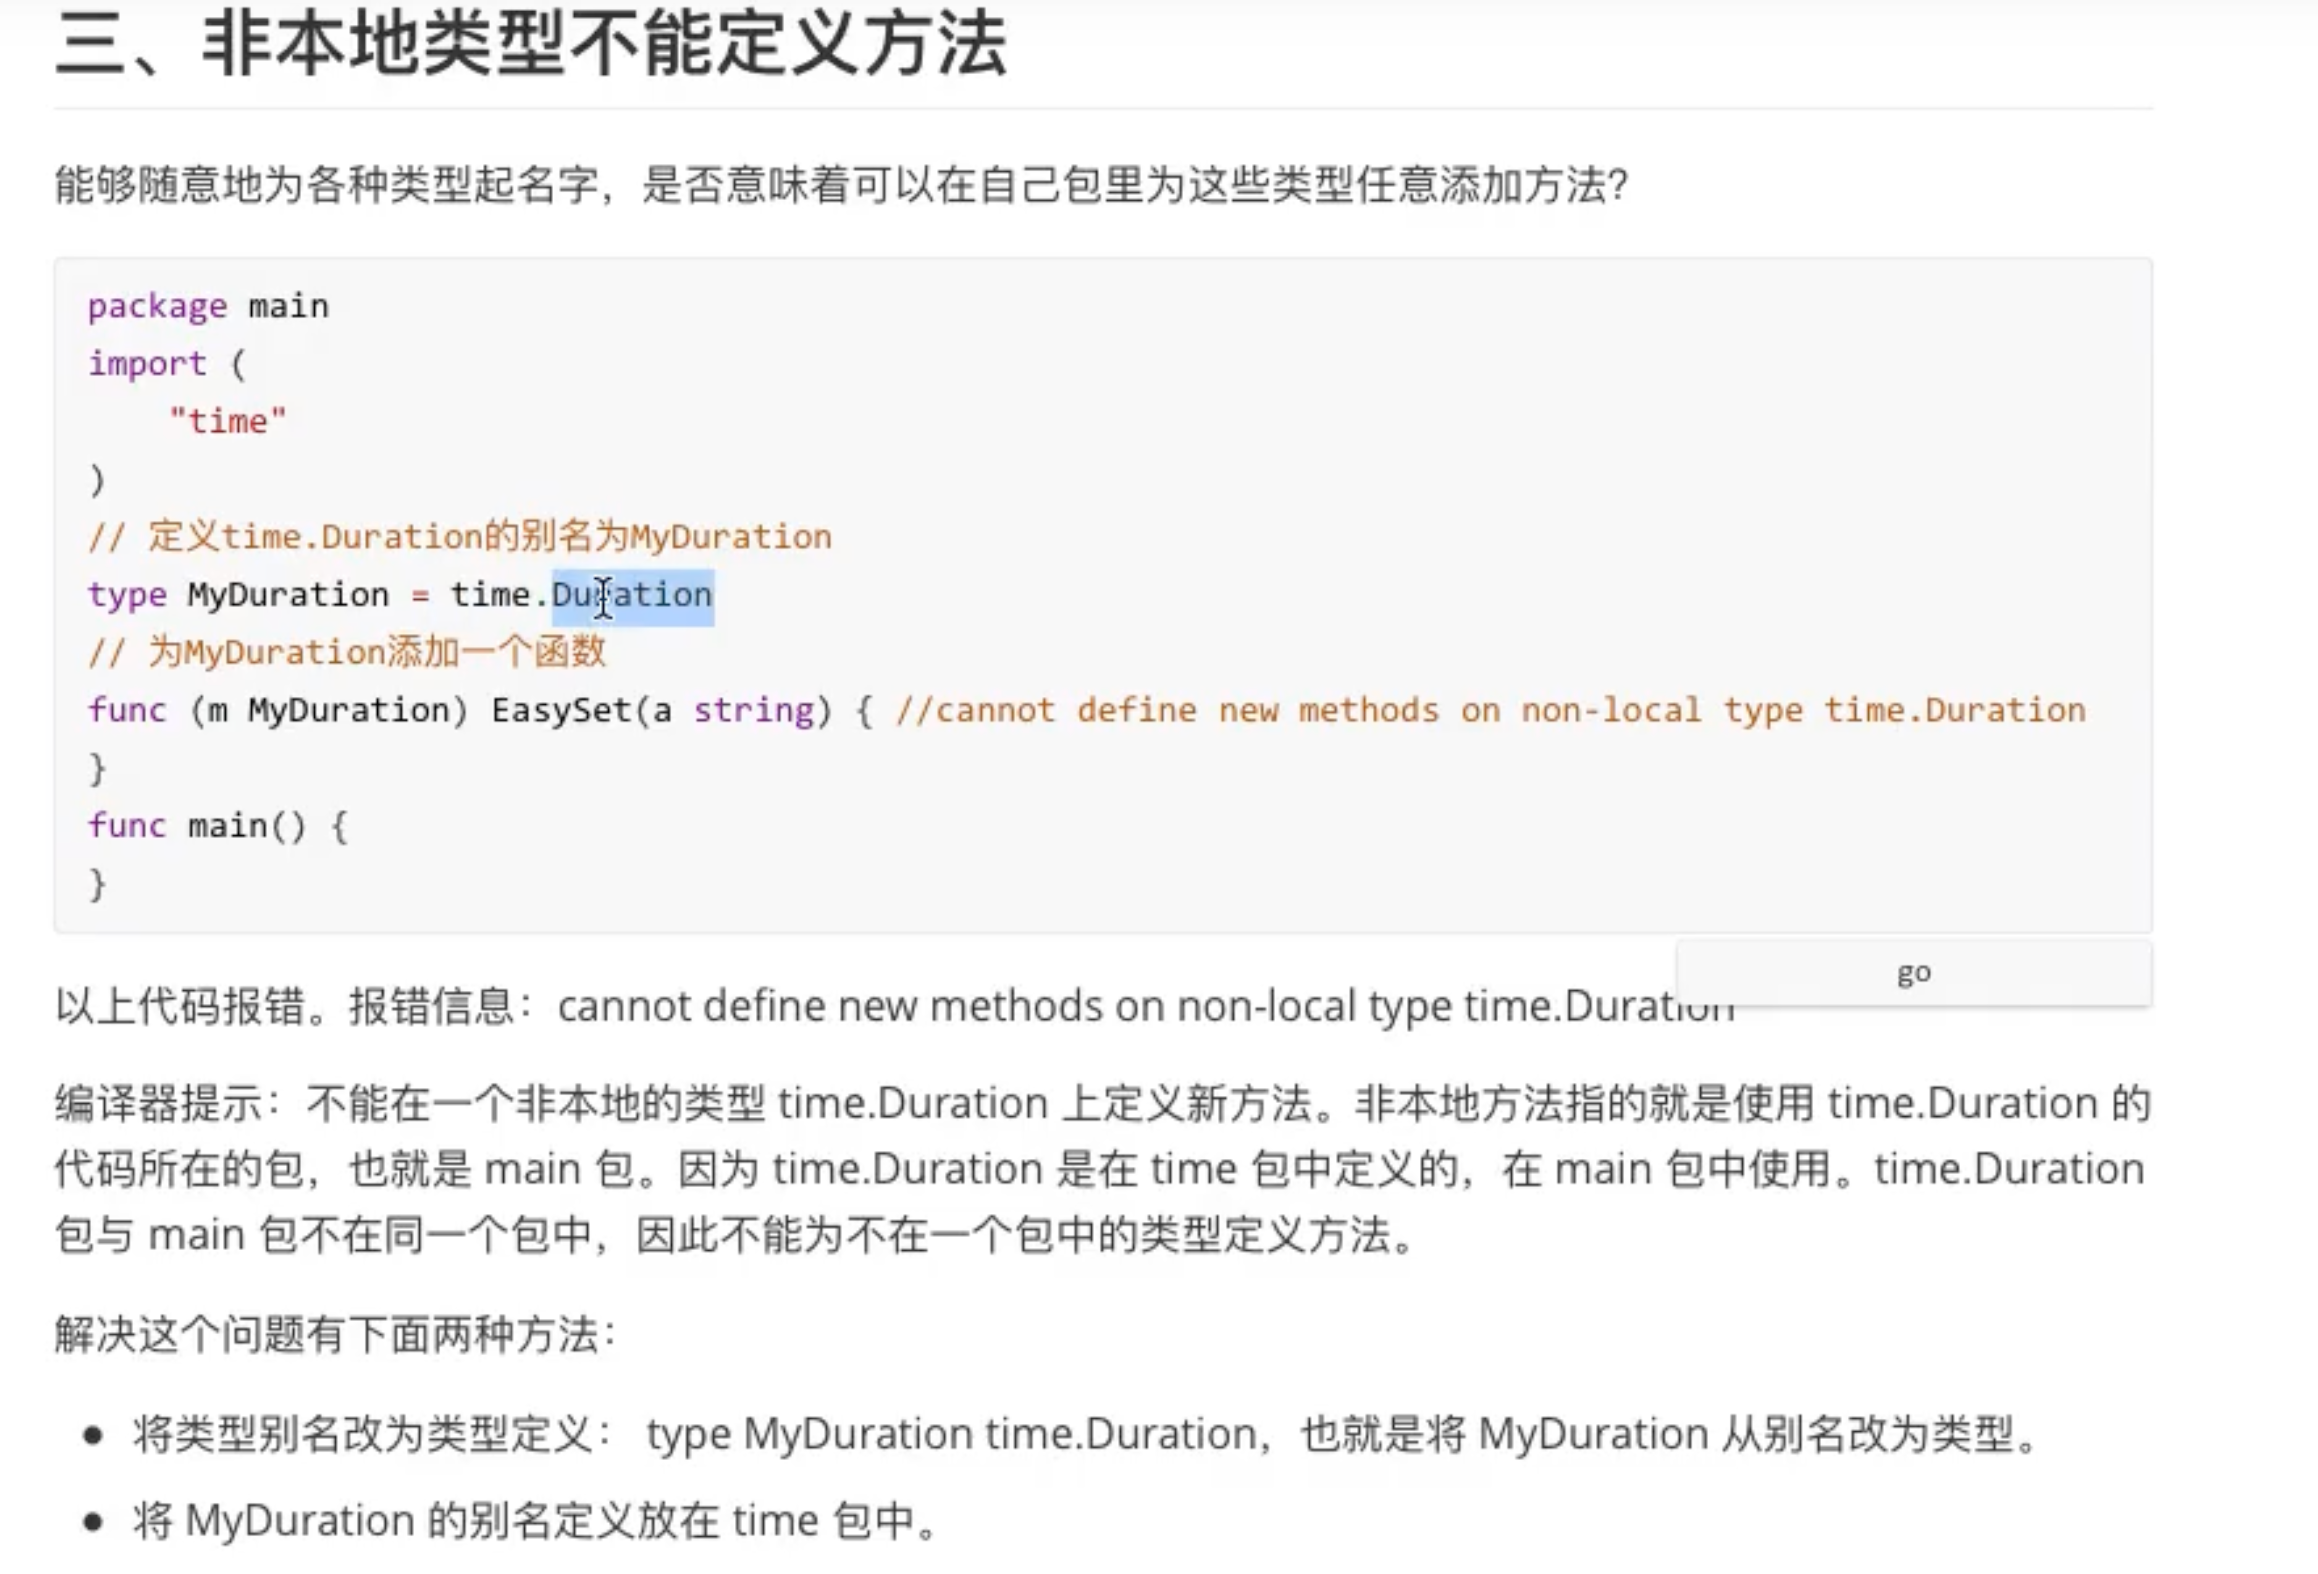 三、非本地类型不能定义方法
能够随意地为各种类型起名字，是否意味着可以在自己包里为这些类型任意添加方法？
package main
import (
    "time"
)
// 定义time.Duration的别名为MyDuration
type MyDuration = time.Duration
// 为MyDuration添加一个函数
func (m MyDuration) EasySet(a string) { //cannot define new methods on non-local type time.Duration
}
func main() {
}
go
以上代码报错。报错信息：cannot define new methods on non-local type time.Duration
编译器提示：不能在一个非本地的类型 time.Duration 上定义新方法。非本地方法指的就是使用 time.Duration 的
代码所在的包，也就是 main 包。因为 time.Duration 是在 time 包中定义的，在 main 包中使用。time.Duration
包与 main 包不在同一个包中，因此不能为不在一个包中的类型定义方法。
解决这个问题有下面两种方法：
● 将类型别名改为类型定义： type MyDuration time.Duration，也就是将 MyDuration 从别名改为类型。
● 将 MyDuration 的别名定义放在 time 包中。